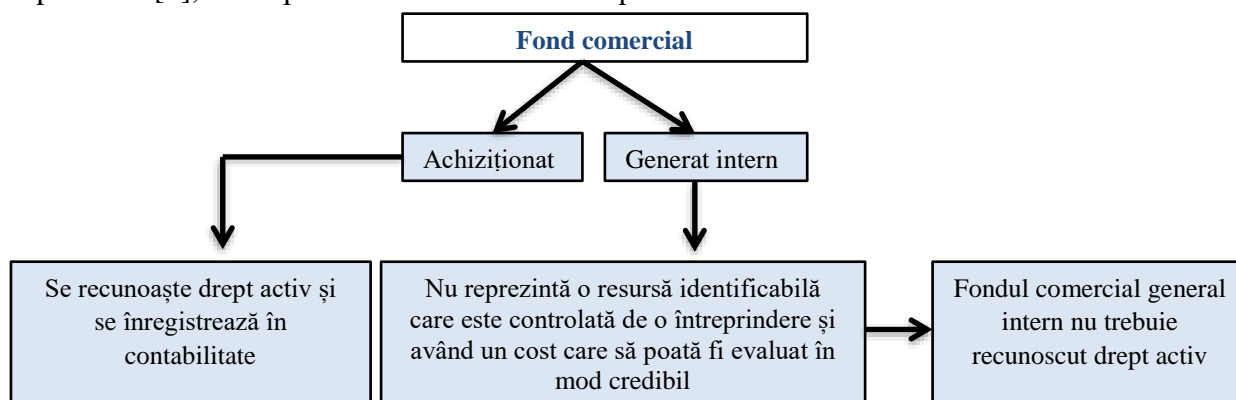 Fond comercial
Achiziționat
Generat intern
Se recunoaște drept activ și
se înregistrează în
contabilitate
Nu reprezintă o resursă identificabilă
care este controlată de o întreprindere și
având un cost care să poată fi evaluat în
mod credibil
Fondul comercial general
intern nu trebuie
recunoscut drept activ